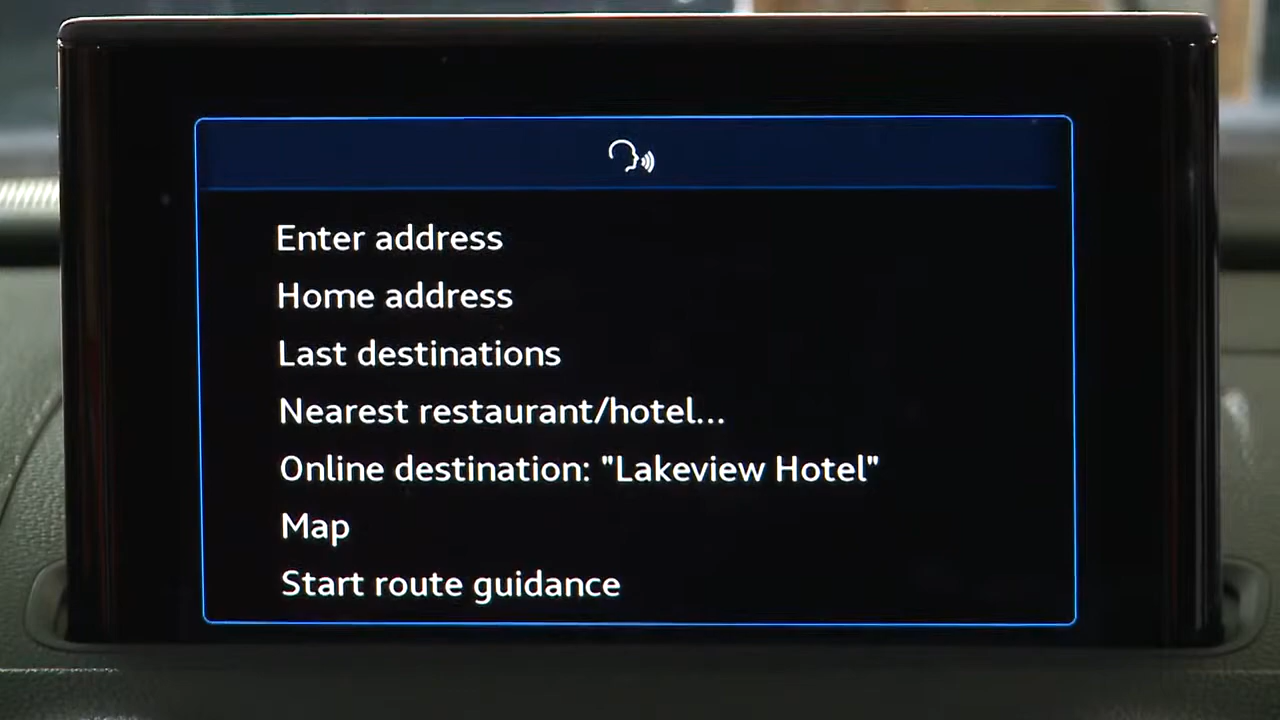 Enter address
Home address
Last destinations
Nearest restaurant/hotel...
Online destination: "Lakeview Hotel"
Map
Start route guidance